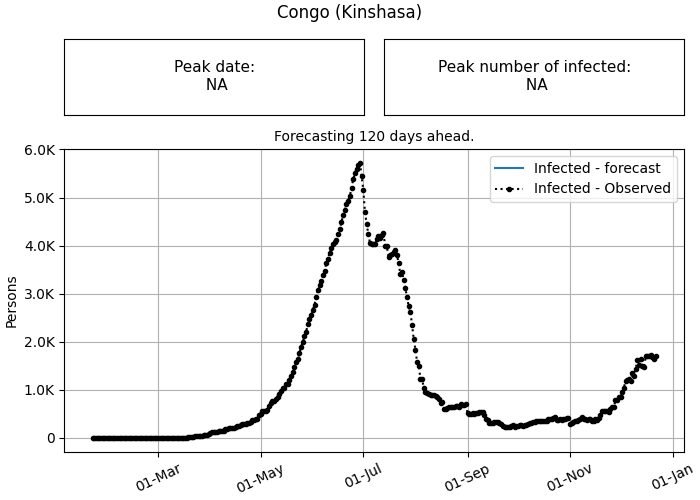 Congo (Kinshasa)
Peak date:
NA
Peak number of infected:
NA
Forecasting 120 days ahead.
6.0K
5.0K
4.0K
3.0K
2.0K
1.0K
0
Persons
Infected - forecast
Infected - Observed
01-Mar
01-May
01-Jul
01-Sep
01-Nov
01-Jan